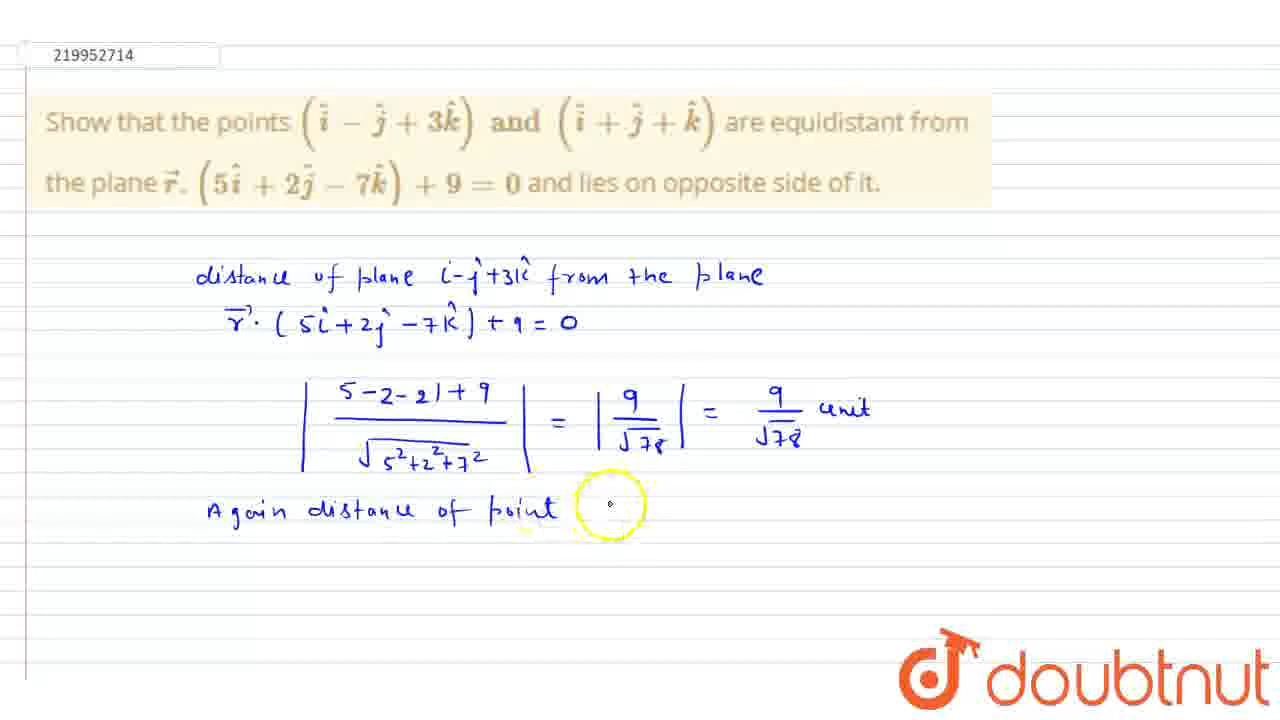 219952714
Show that the points (î − ĵ + 3k̂) and (î + ĵ + k̂) are equidistant from
the plane r⃗. (5î + 2ĵ − 7k̂) + 9 = 0 and lies on opposite side of it.
distance of plane i-ĵ+3k̂ from the plane
r⃗. (5î + 2ĵ - 7k̂) + 9 = 0
| (5-2-21+9) / √(5²+2²+7²) | = | 9/√78 | = 9/√78 unit
Again distance of point
doubtnut